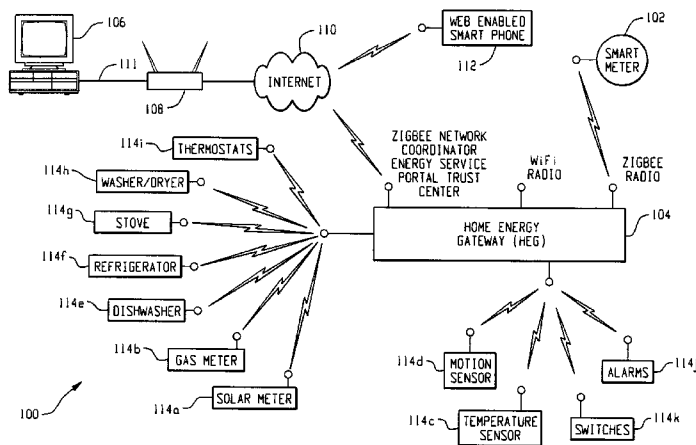 106
111
108
110
INTERNET
WEB ENABLED
SMART PHONE
112
102
SMART
METER
114i
THERMOSTATS
114h
WASHER/DRYER
114g
STOVE
114f
REFRIGERATOR
114e
DISHWASHER
114b
GAS METER
114a
SOLAR METER
100
ZIGBEE NETWORK
COORDINATOR
ENERGY SERVICE
PORTAL TRUST
CENTER
WiFi
RADIO
ZIGBEE
RADIO
HOME ENERGY
GATEWAY (HEG)
104
114d
MOTION
SENSOR
114c
TEMPERATURE
SENSOR
ALARMS
114j
SWITCHES
114k